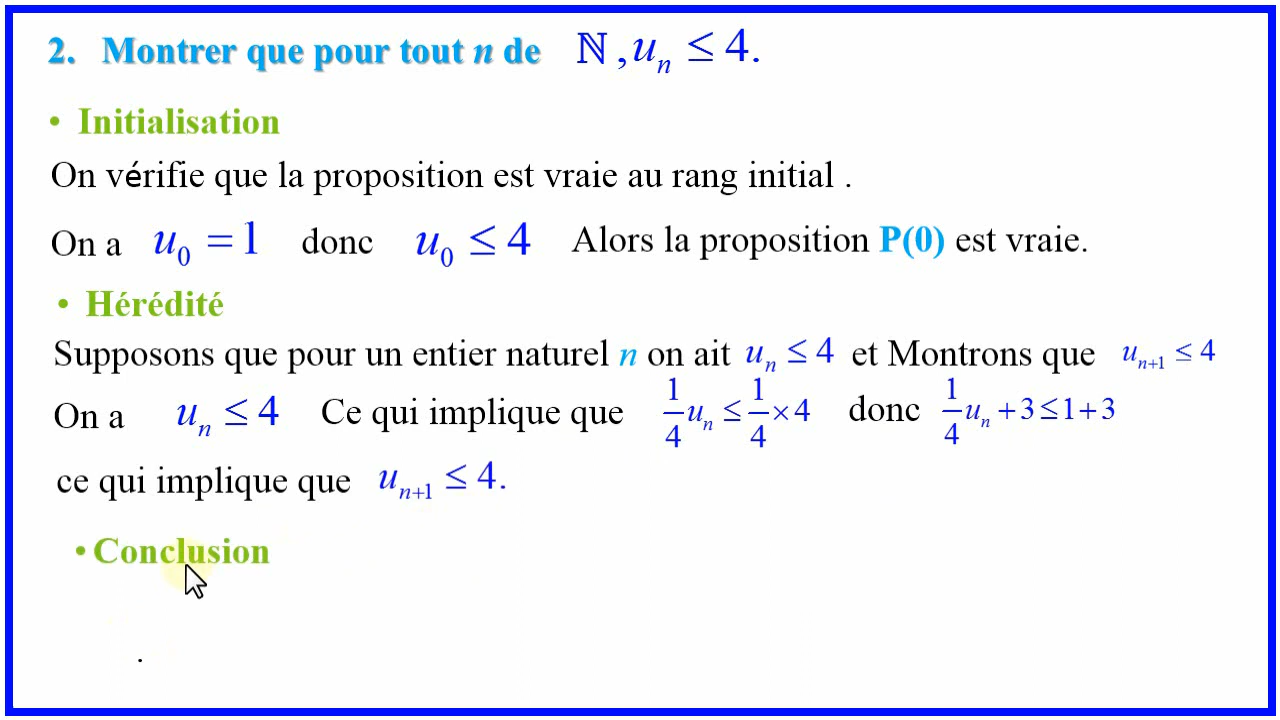 2. Montrer que pour tout n de ℕ, uₙ ≤ 4.
• Initialisation
On vérifie que la proposition est vraie au rang initial .
On a u₀ = 1 donc u₀ ≤ 4 Alors la proposition P(0) est vraie.
• Hérédité
Supposons que pour un entier naturel n on ait uₙ ≤ 4 et Montrons que uₙ₊₁ ≤ 4
On a uₙ ≤ 4 Ce qui implique que 1/4 uₙ ≤ 1/4 × 4 donc 1/4 uₙ + 3 ≤ 1 + 3
ce qui implique que uₙ₊₁ ≤ 4.
• Conclusion
.